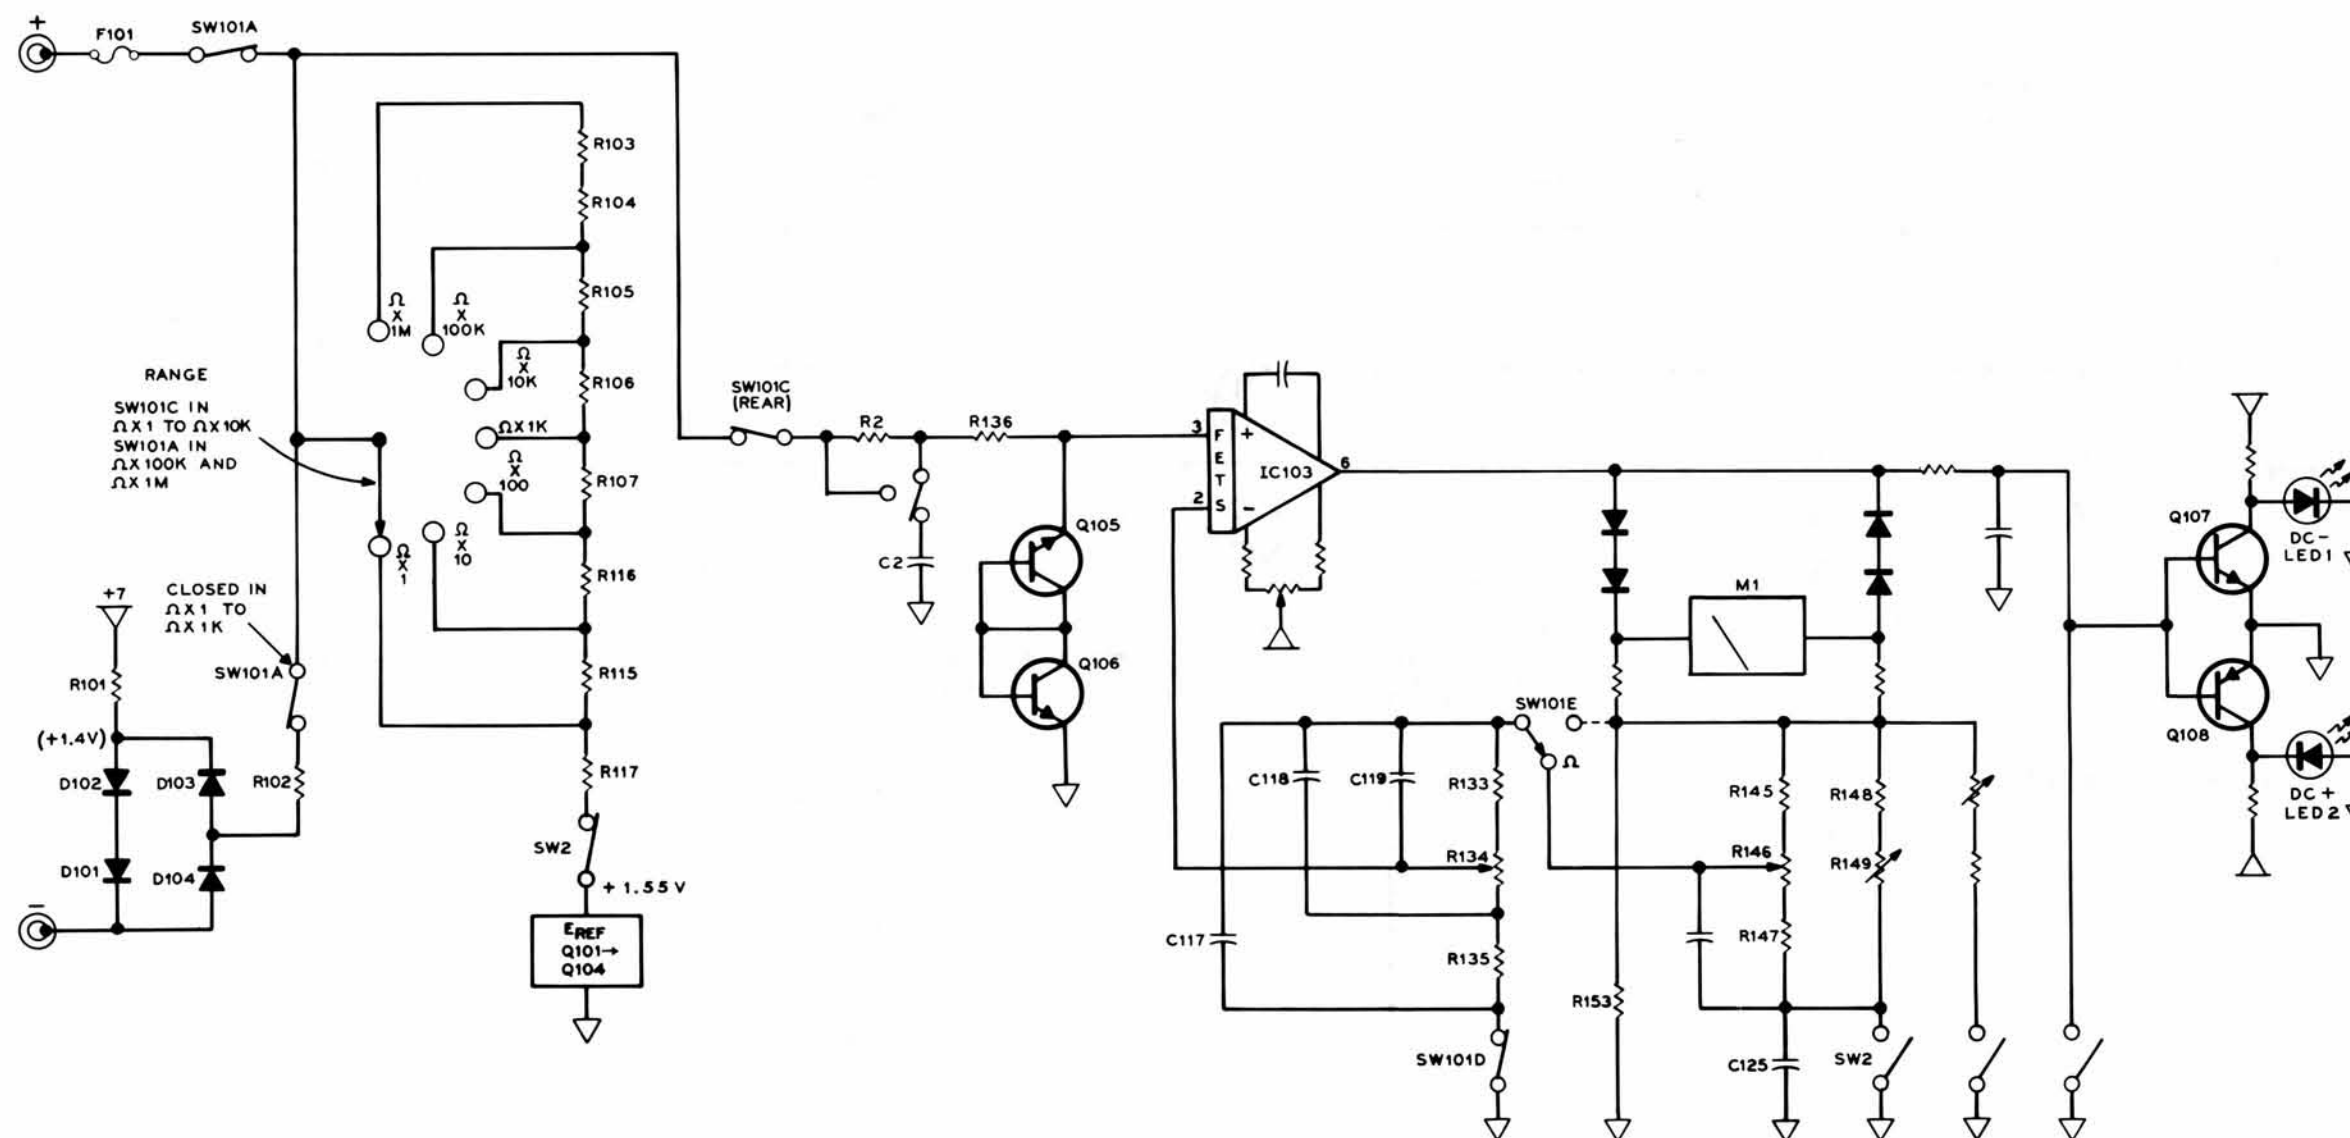 +
F101
SW101A
R103
R104
R105
R106
R107
R116
R115
R117
Ω
X
1M
Ω
X
100K
Ω
X
10K
ΩX1K
Ω
X
100
Ω
X
10
Ω
X
1
RANGE
SW101C IN
ΩX1 TO ΩX10K
SW101A IN
ΩX100K AND
ΩX1M
CLOSED IN
ΩX1 TO
ΩX1K
SW101A
+7
R101
(+1.4V)
D102
D103
R102
D101
D104
−
SW2
+ 1.55V
EREF
Q101→
Q104
SW101C
(REAR)
R2
R136
C2
Q105
Q106
3
F
E
T
S
2
+
−
IC103
6
M1
SW101E
Ω
C118
C119
R133
R134
C117
R135
SW101D
R153
R145
R146
R147
C125
R148
R149
SW2
Q107
Q108
DC−
LED1
DC+
LED2